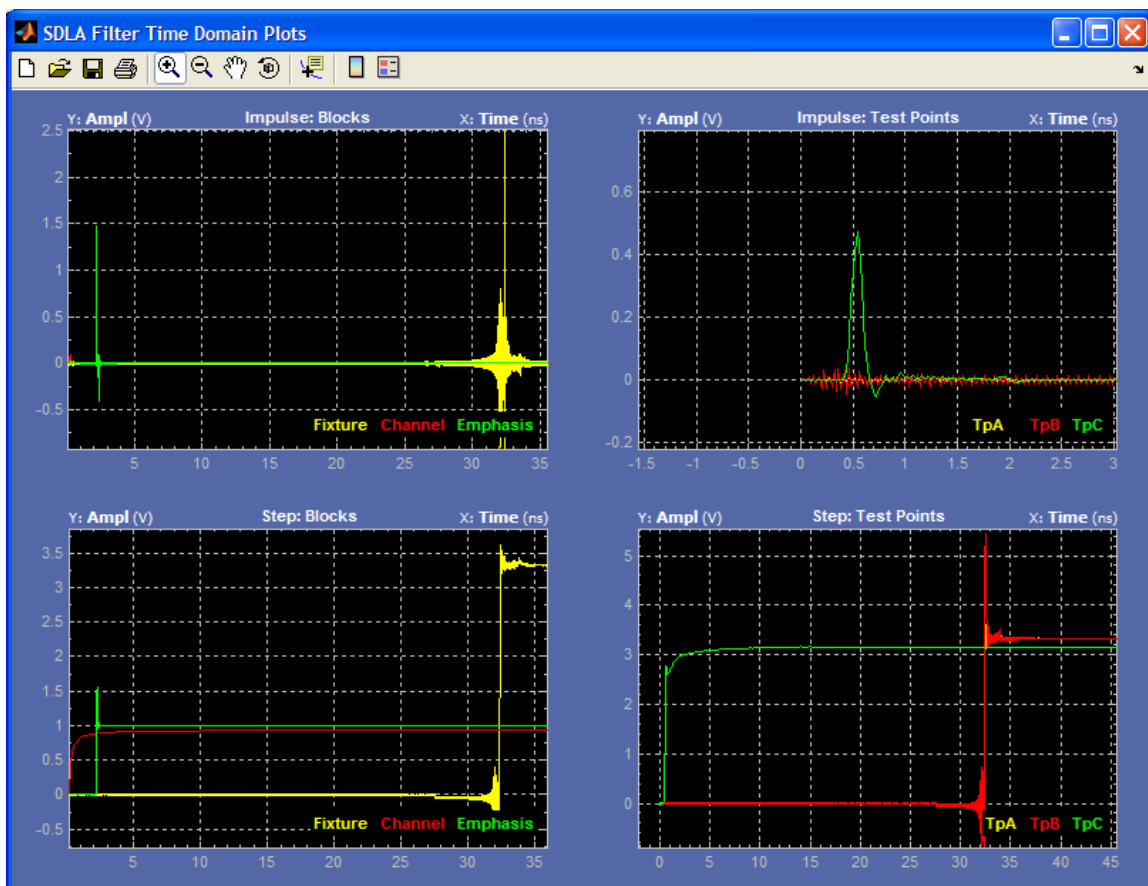 SDLA Filter Time Domain Plots
Y: Ampl (V) Impulse: Blocks X: Time (ns)
2.5
2
1.5
1
0.5
0
-0.5
Fixture Channel Emphasis
5 10 15 20 25 30 35
Y: Ampl (V) Impulse: Test Points X: Time (ns)
0.6
0.4
0.2
0
-0.2
TpA TpB TpC
-1.5 -1 -0.5 0 0.5 1 1.5 2 2.5 3
Y: Ampl (V) Step: Blocks X: Time (ns)
3.5
3
2.5
2
1.5
1
0.5
0
-0.5
Fixture Channel Emphasis
5 10 15 20 25 30 35
Y: Ampl (V) Step: Test Points X: Time (ns)
5
4
3
2
1
0
TpA TpB TpC
0 5 10 15 20 25 30 35 40 45